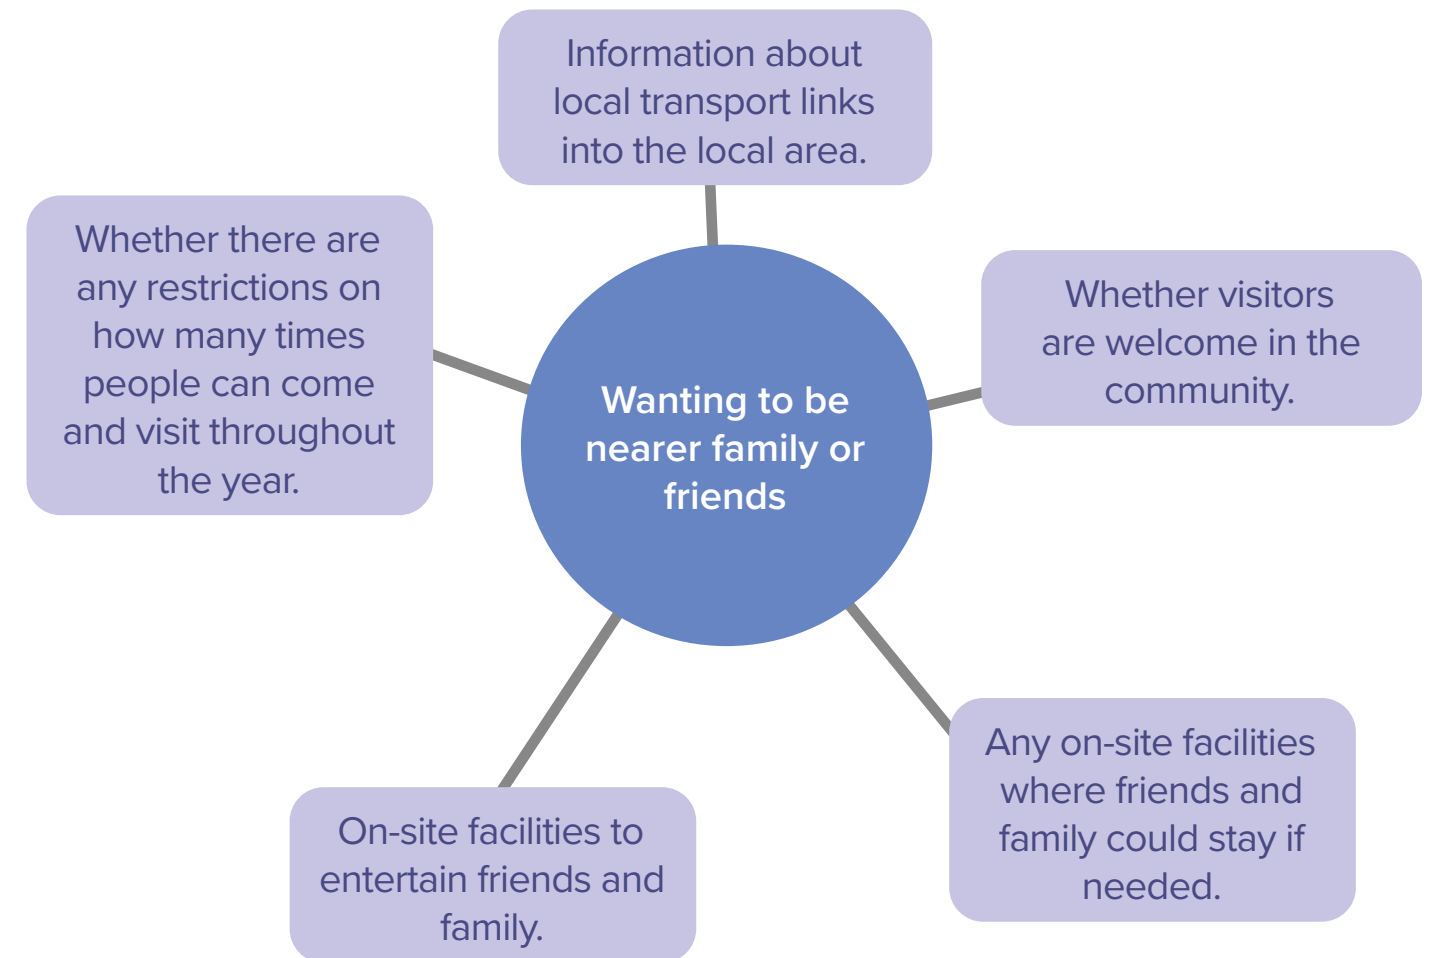 Information about
local transport links
into the local area.
Whether there are
any restrictions on
how many times
people can come
and visit throughout
the year.
Whether visitors
are welcome in the
community.
Wanting to be
nearer family or
friends
Any on-site facilities
where friends and
family could stay if
needed.
On-site facilities to
entertain friends and
family.